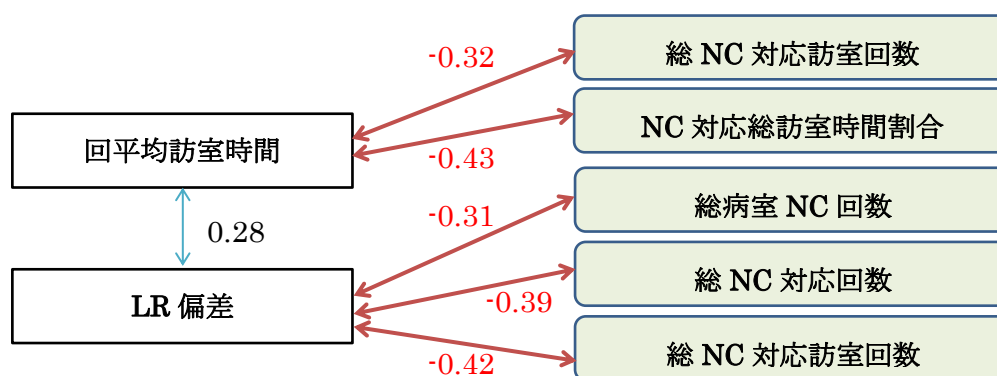 -0.32
総 NC 対応訪室回数
回平均訪室時間
NC 対応総訪室時間割合
-0.43
-0.31
総病室 NC 回数
0.28
LR 偏差
-0.39
総 NC 対応回数
-0.42
総 NC 対応訪室回数